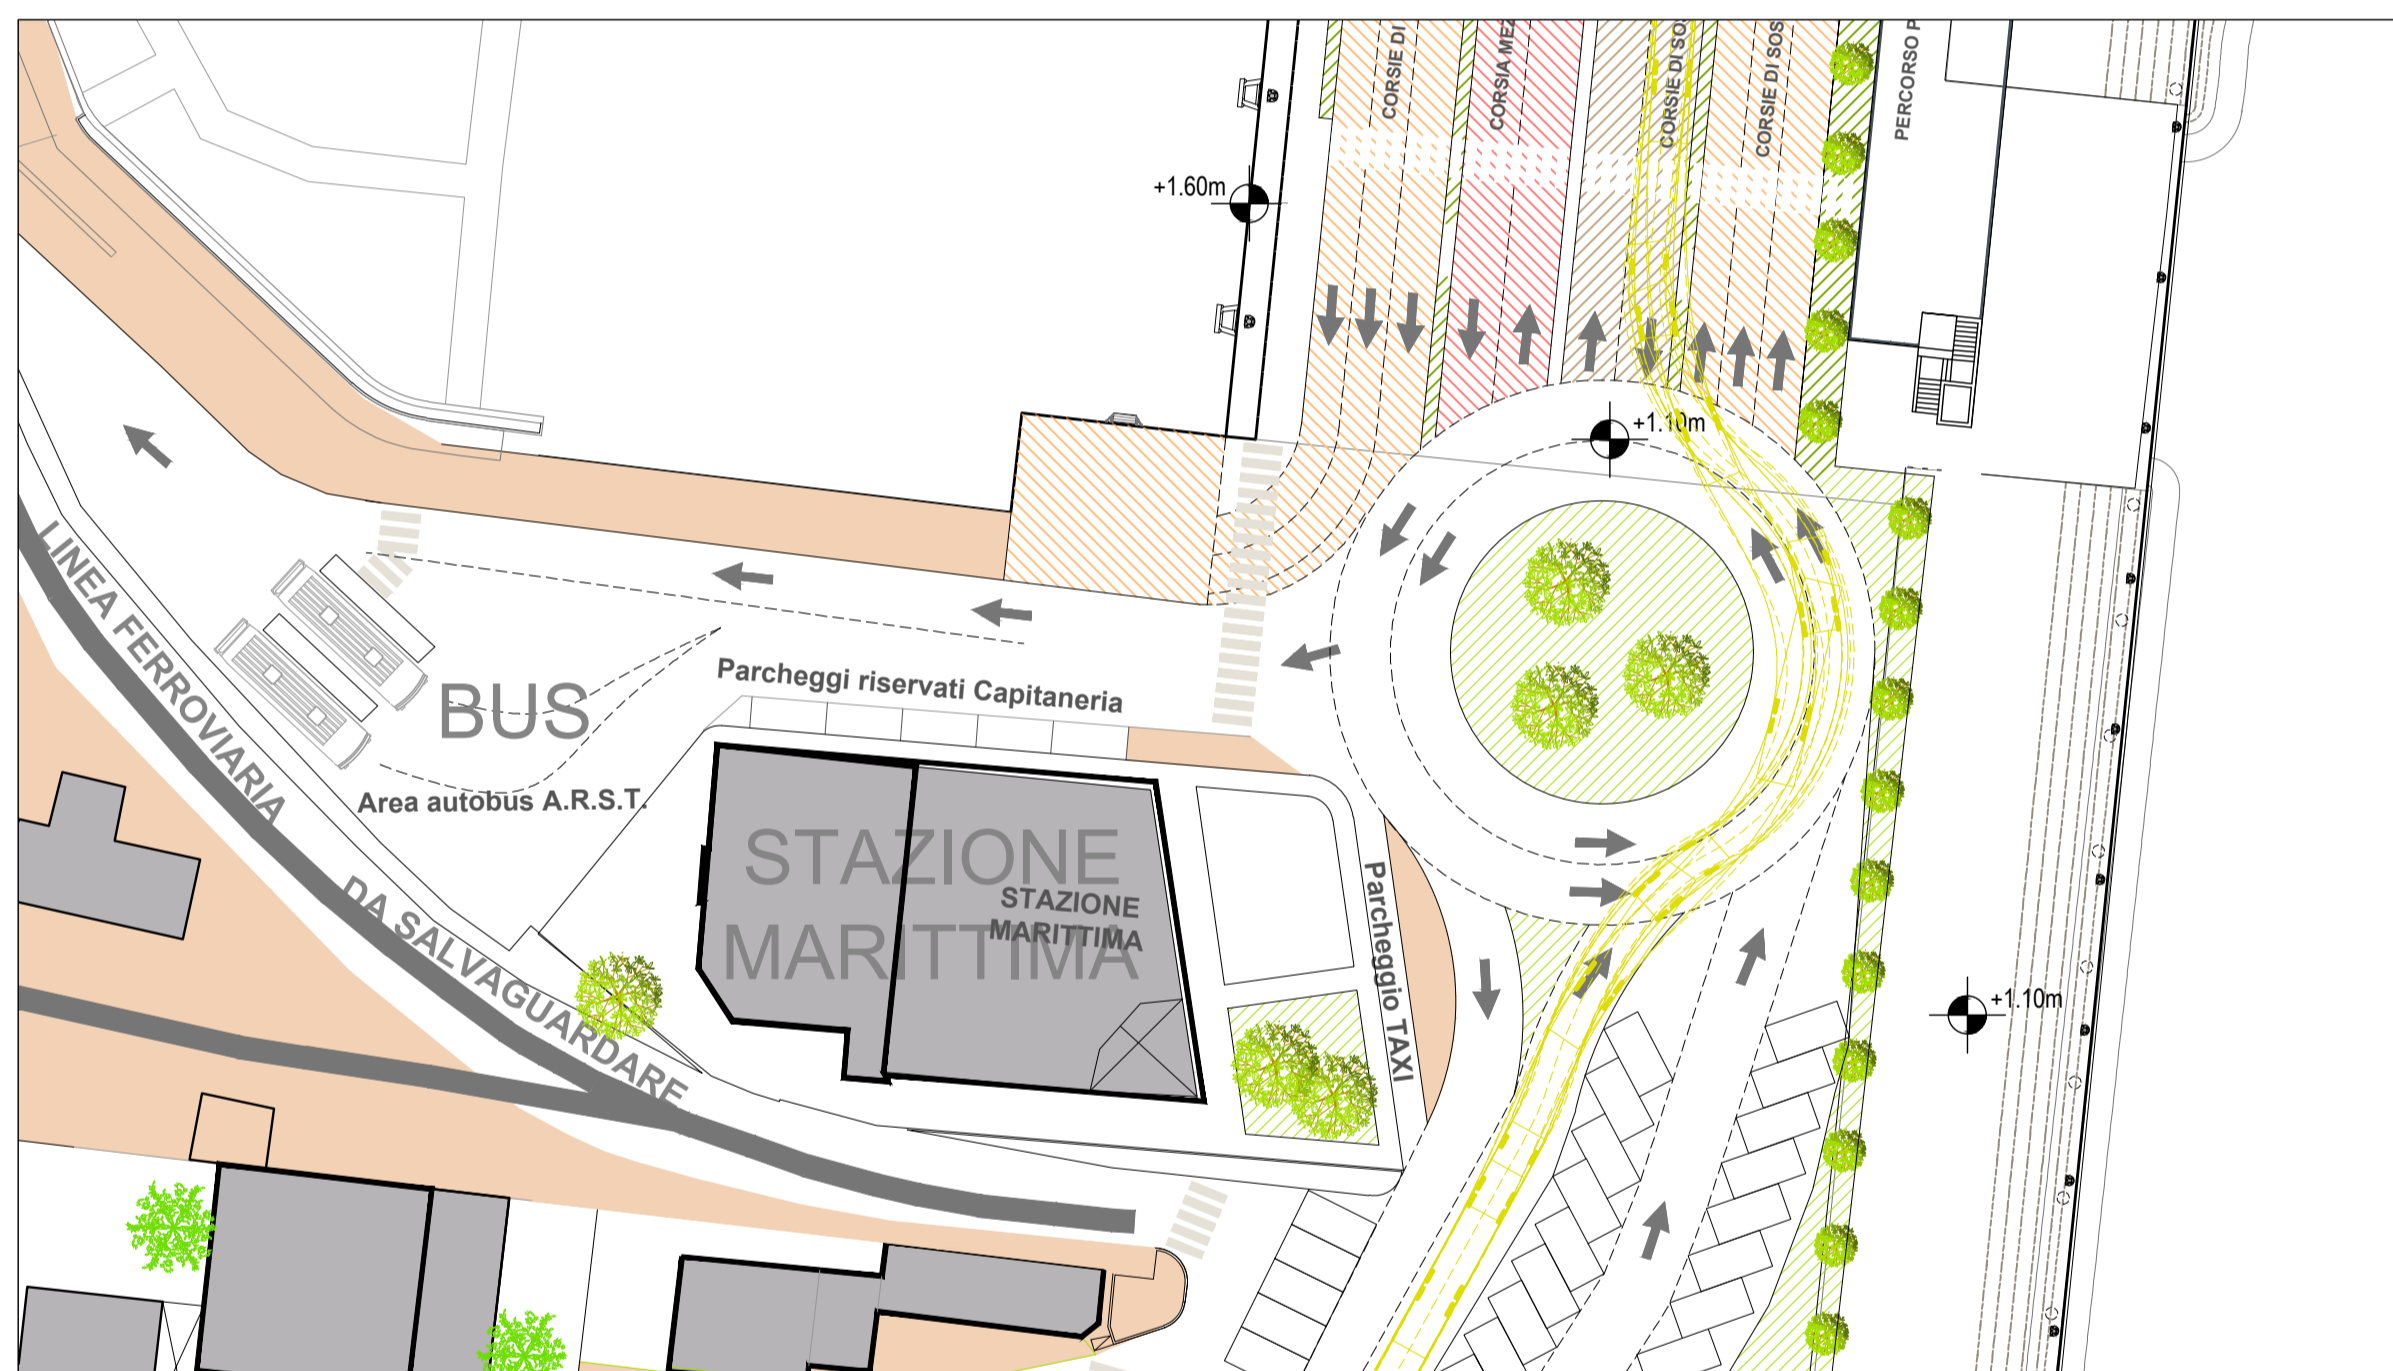 CORSIE DI
CORSIA MEZ
CORSIE DI SOS
CORSIE DI SOS
PERCORSO P
+1.60m
+1.10m
LINEA FERROVIARIA
DA SALVAGUARDARE
BUS
Parcheggi riservati Capitaneria
Area autobus A.R.S.T.
STAZIONE
MARITTIMA
STAZIONE
MARITTIMA
Parcheggio TAXI
+1.10m